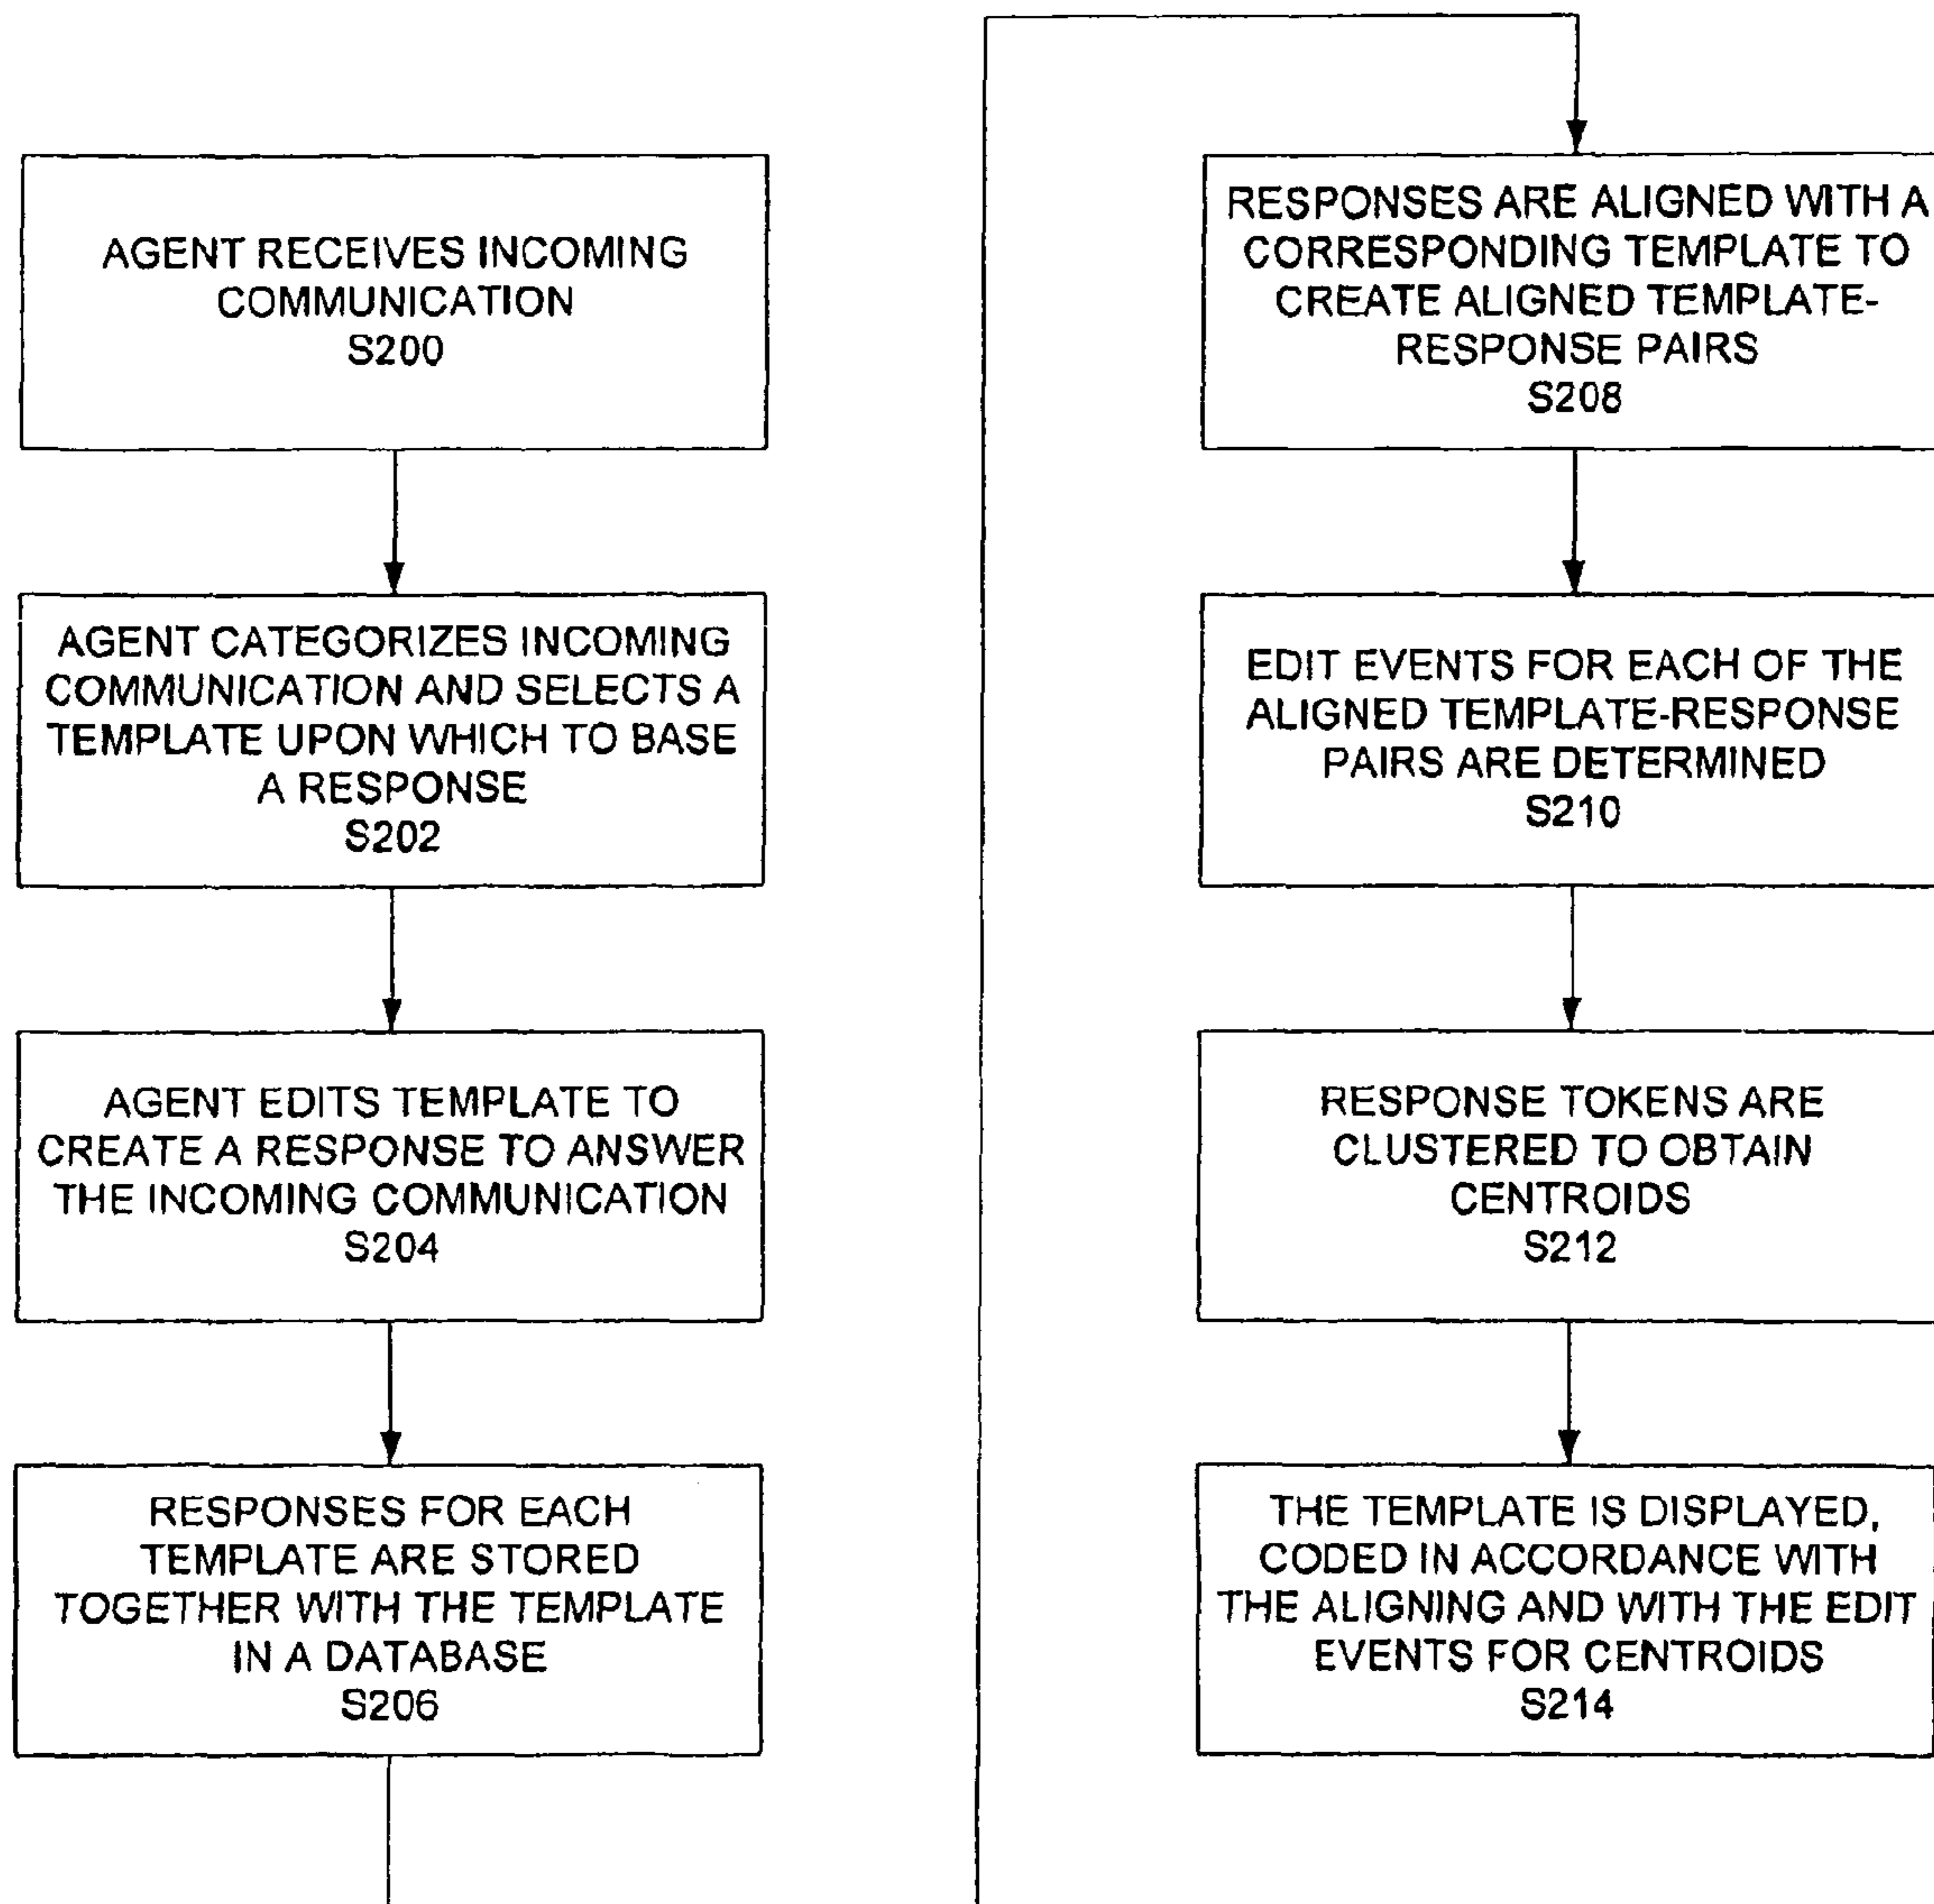 AGENT RECEIVES INCOMING
COMMUNICATION
S200
AGENT CATEGORIZES INCOMING
COMMUNICATION AND SELECTS A
TEMPLATE UPON WHICH TO BASE
A RESPONSE
S202
AGENT EDITS TEMPLATE TO
CREATE A RESPONSE TO ANSWER
THE INCOMING COMMUNICATION
S204
RESPONSES FOR EACH
TEMPLATE ARE STORED
TOGETHER WITH THE TEMPLATE
IN A DATABASE
S206
RESPONSES ARE ALIGNED WITH A
CORRESPONDING TEMPLATE TO
CREATE ALIGNED TEMPLATE-
RESPONSE PAIRS
S208
EDIT EVENTS FOR EACH OF THE
ALIGNED TEMPLATE-RESPONSE
PAIRS ARE DETERMINED
S210
RESPONSE TOKENS ARE
CLUSTERED TO OBTAIN
CENTROIDS
S212
THE TEMPLATE IS DISPLAYED,
CODED IN ACCORDANCE WITH
THE ALIGNING AND WITH THE EDIT
EVENTS FOR CENTROIDS
S214